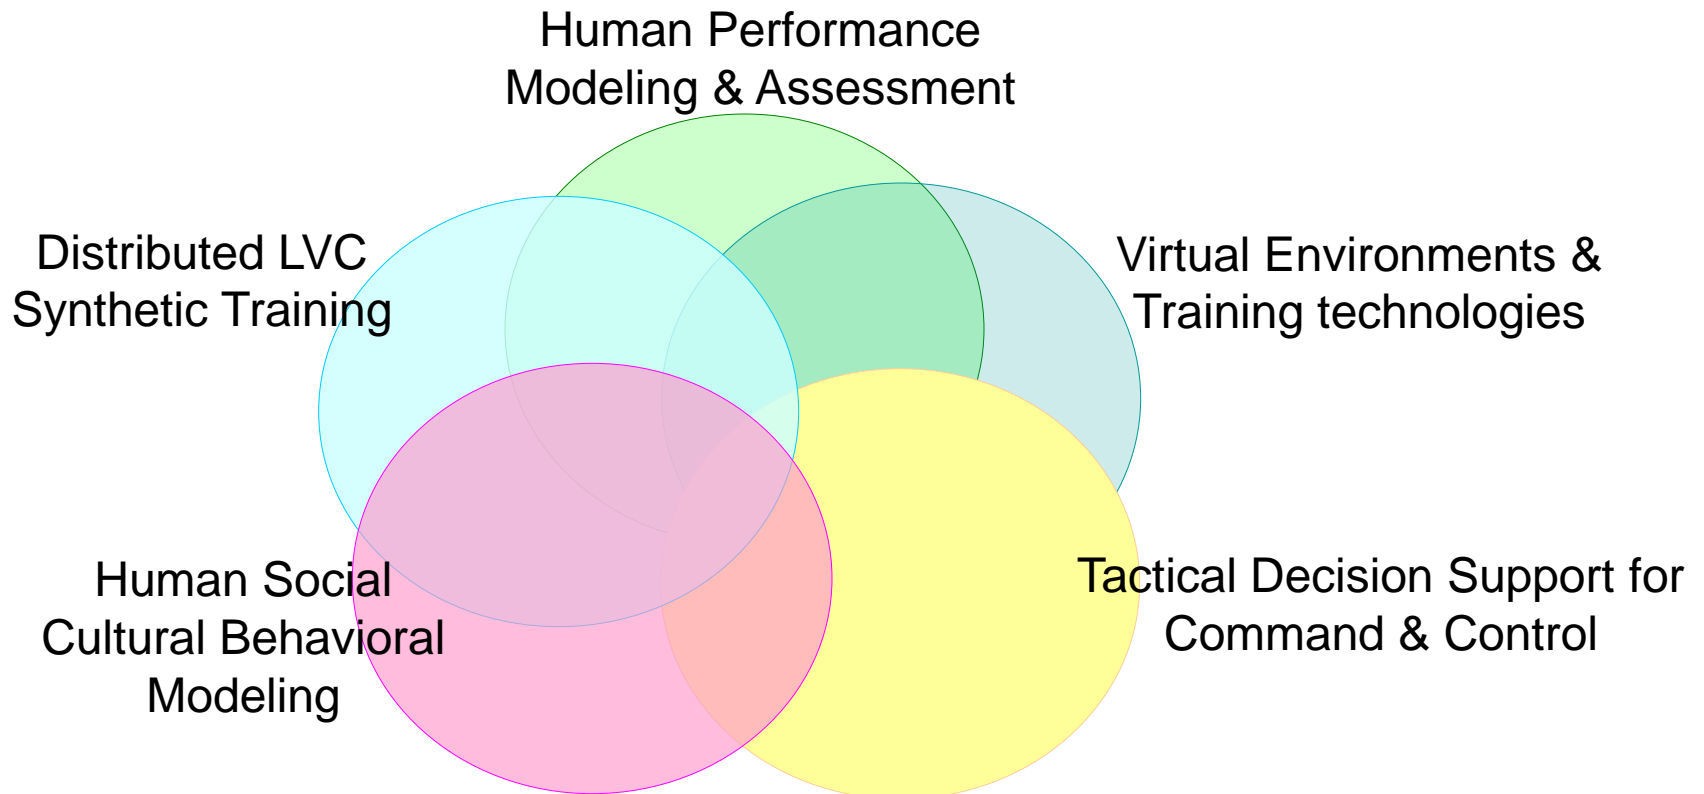 Human Performance
Modeling & Assessment
Distributed LVC
Synthetic Training
Virtual Environments &
Training technologies
Human Social
Cultural Behavioral
Modeling
Tactical Decision Support for
Command & Control